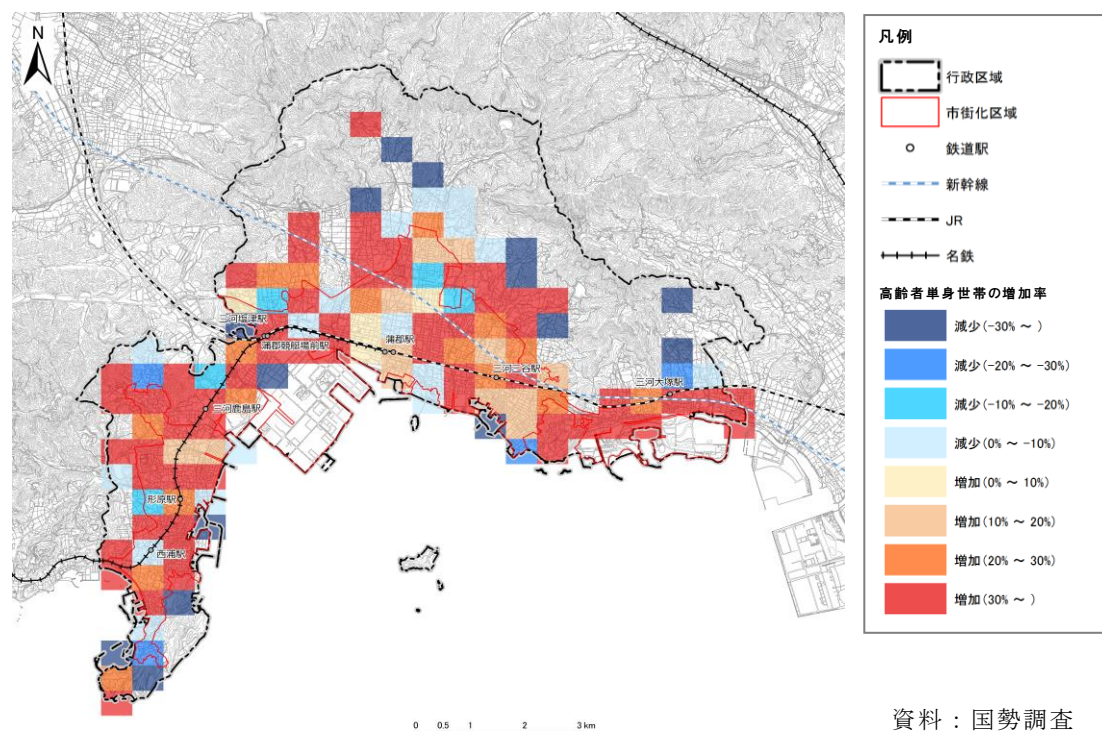 N
三河塩津駅
蒲郡競艇場前駅
蒲郡駅
三河三谷駅
三河大塚駅
三河鹿島駅
形原駅
西浦駅
0 0.5 1 2 3 km
凡例
行政区域
市街化区域
鉄道駅
新幹線
JR
名鉄
高齢者単身世帯の増加率
減少(-30% ~ )
減少(-20% ~ -30%)
減少(-10% ~ -20%)
減少(0% ~ -10%)
増加(0% ~ 10%)
増加(10% ~ 20%)
増加(20% ~ 30%)
増加(30% ~ )
資料：国勢調査